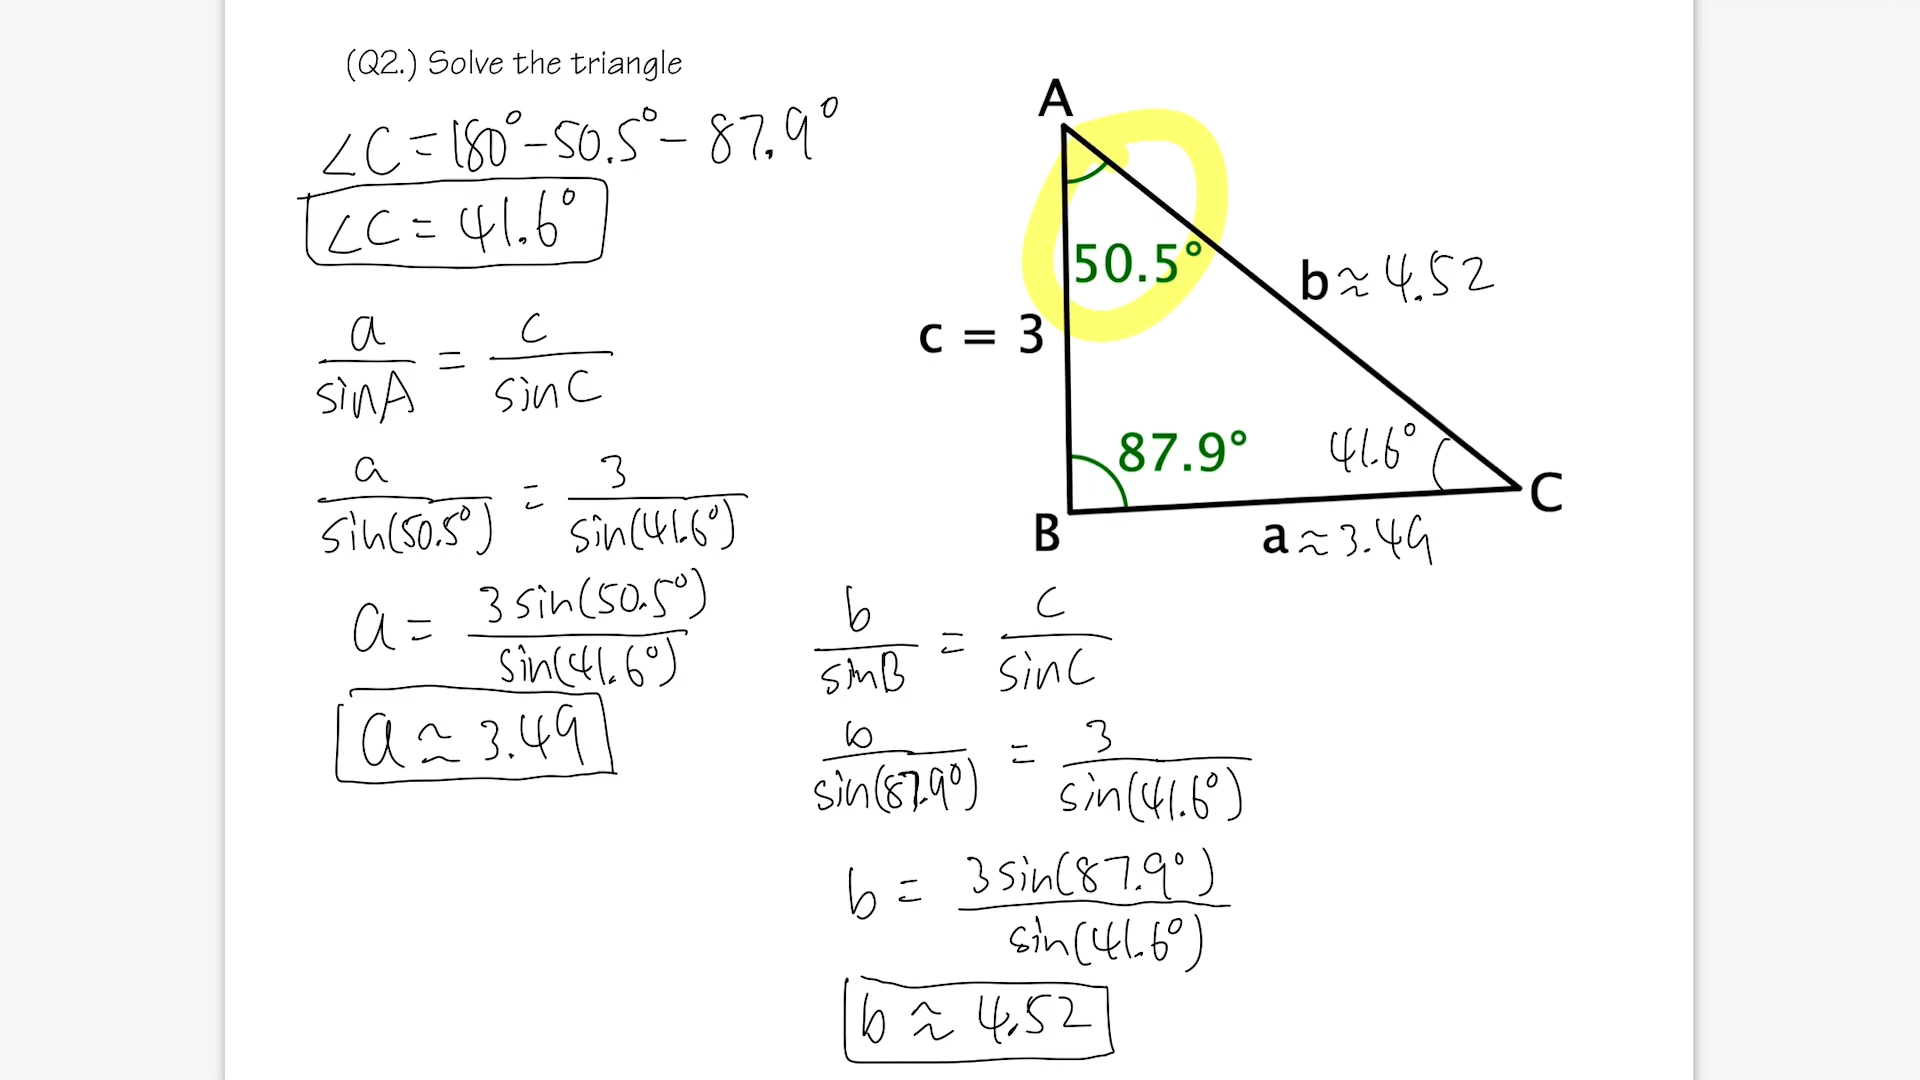 (Q2.) Solve the triangle
∠C = 180° - 50.5° - 87.9°
∠C = 41.6°
a/sinA = c/sinC
a/sin(50.5°) = 3/sin(41.6°)
a = 3sin(50.5°)/sin(41.6°)
a ≈ 3.49
A
50.5°
b ≈ 4.52
c = 3
87.9°
41.6°
C
B
a ≈ 3.49
b/sinB = c/sinC
b/sin(87.9°) = 3/sin(41.6°)
b = 3sin(87.9°)/sin(41.6°)
b ≈ 4.52